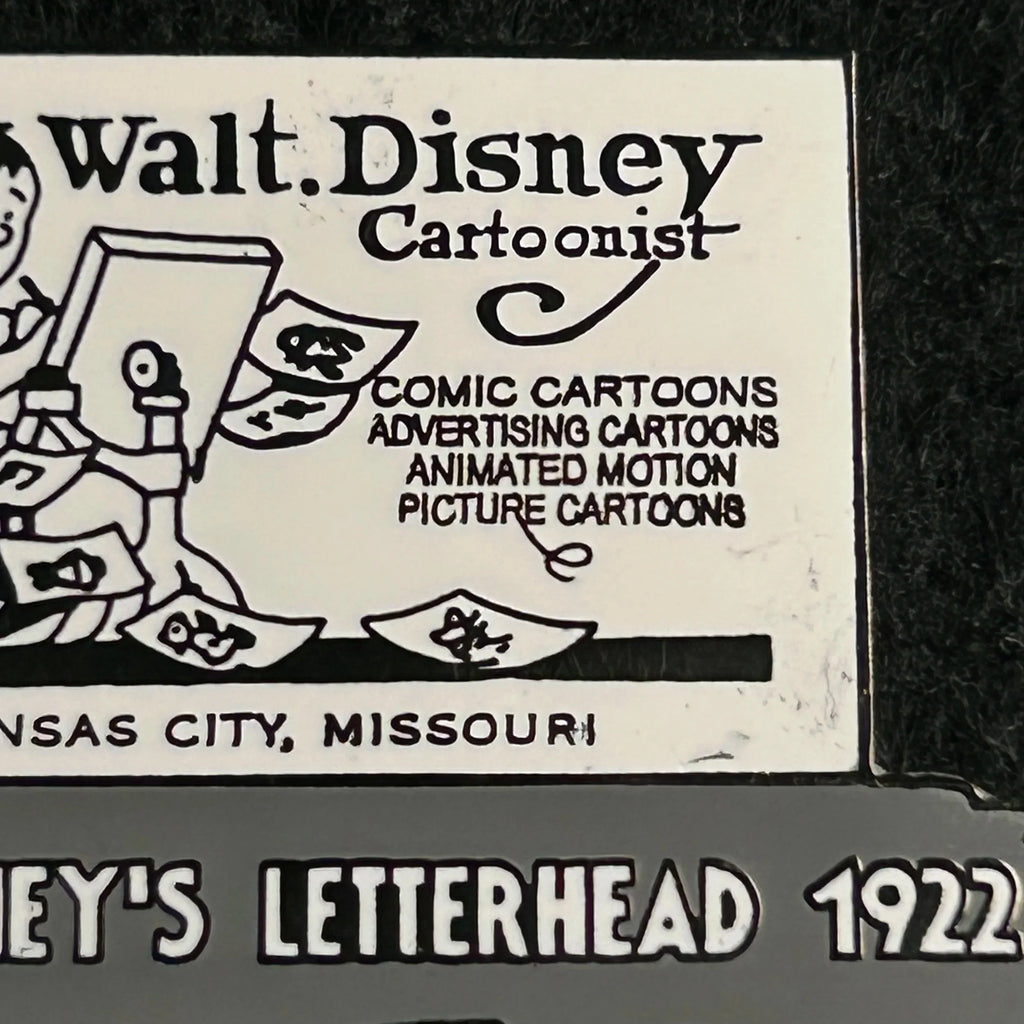 Walt. Disney
Cartoonist
COMIC CARTOONS
ADVERTISING CARTOONS
ANIMATED MOTION
PICTURE CARTOONS
NSAS CITY, MISSOURI
EY'S LETTERHEAD 1922